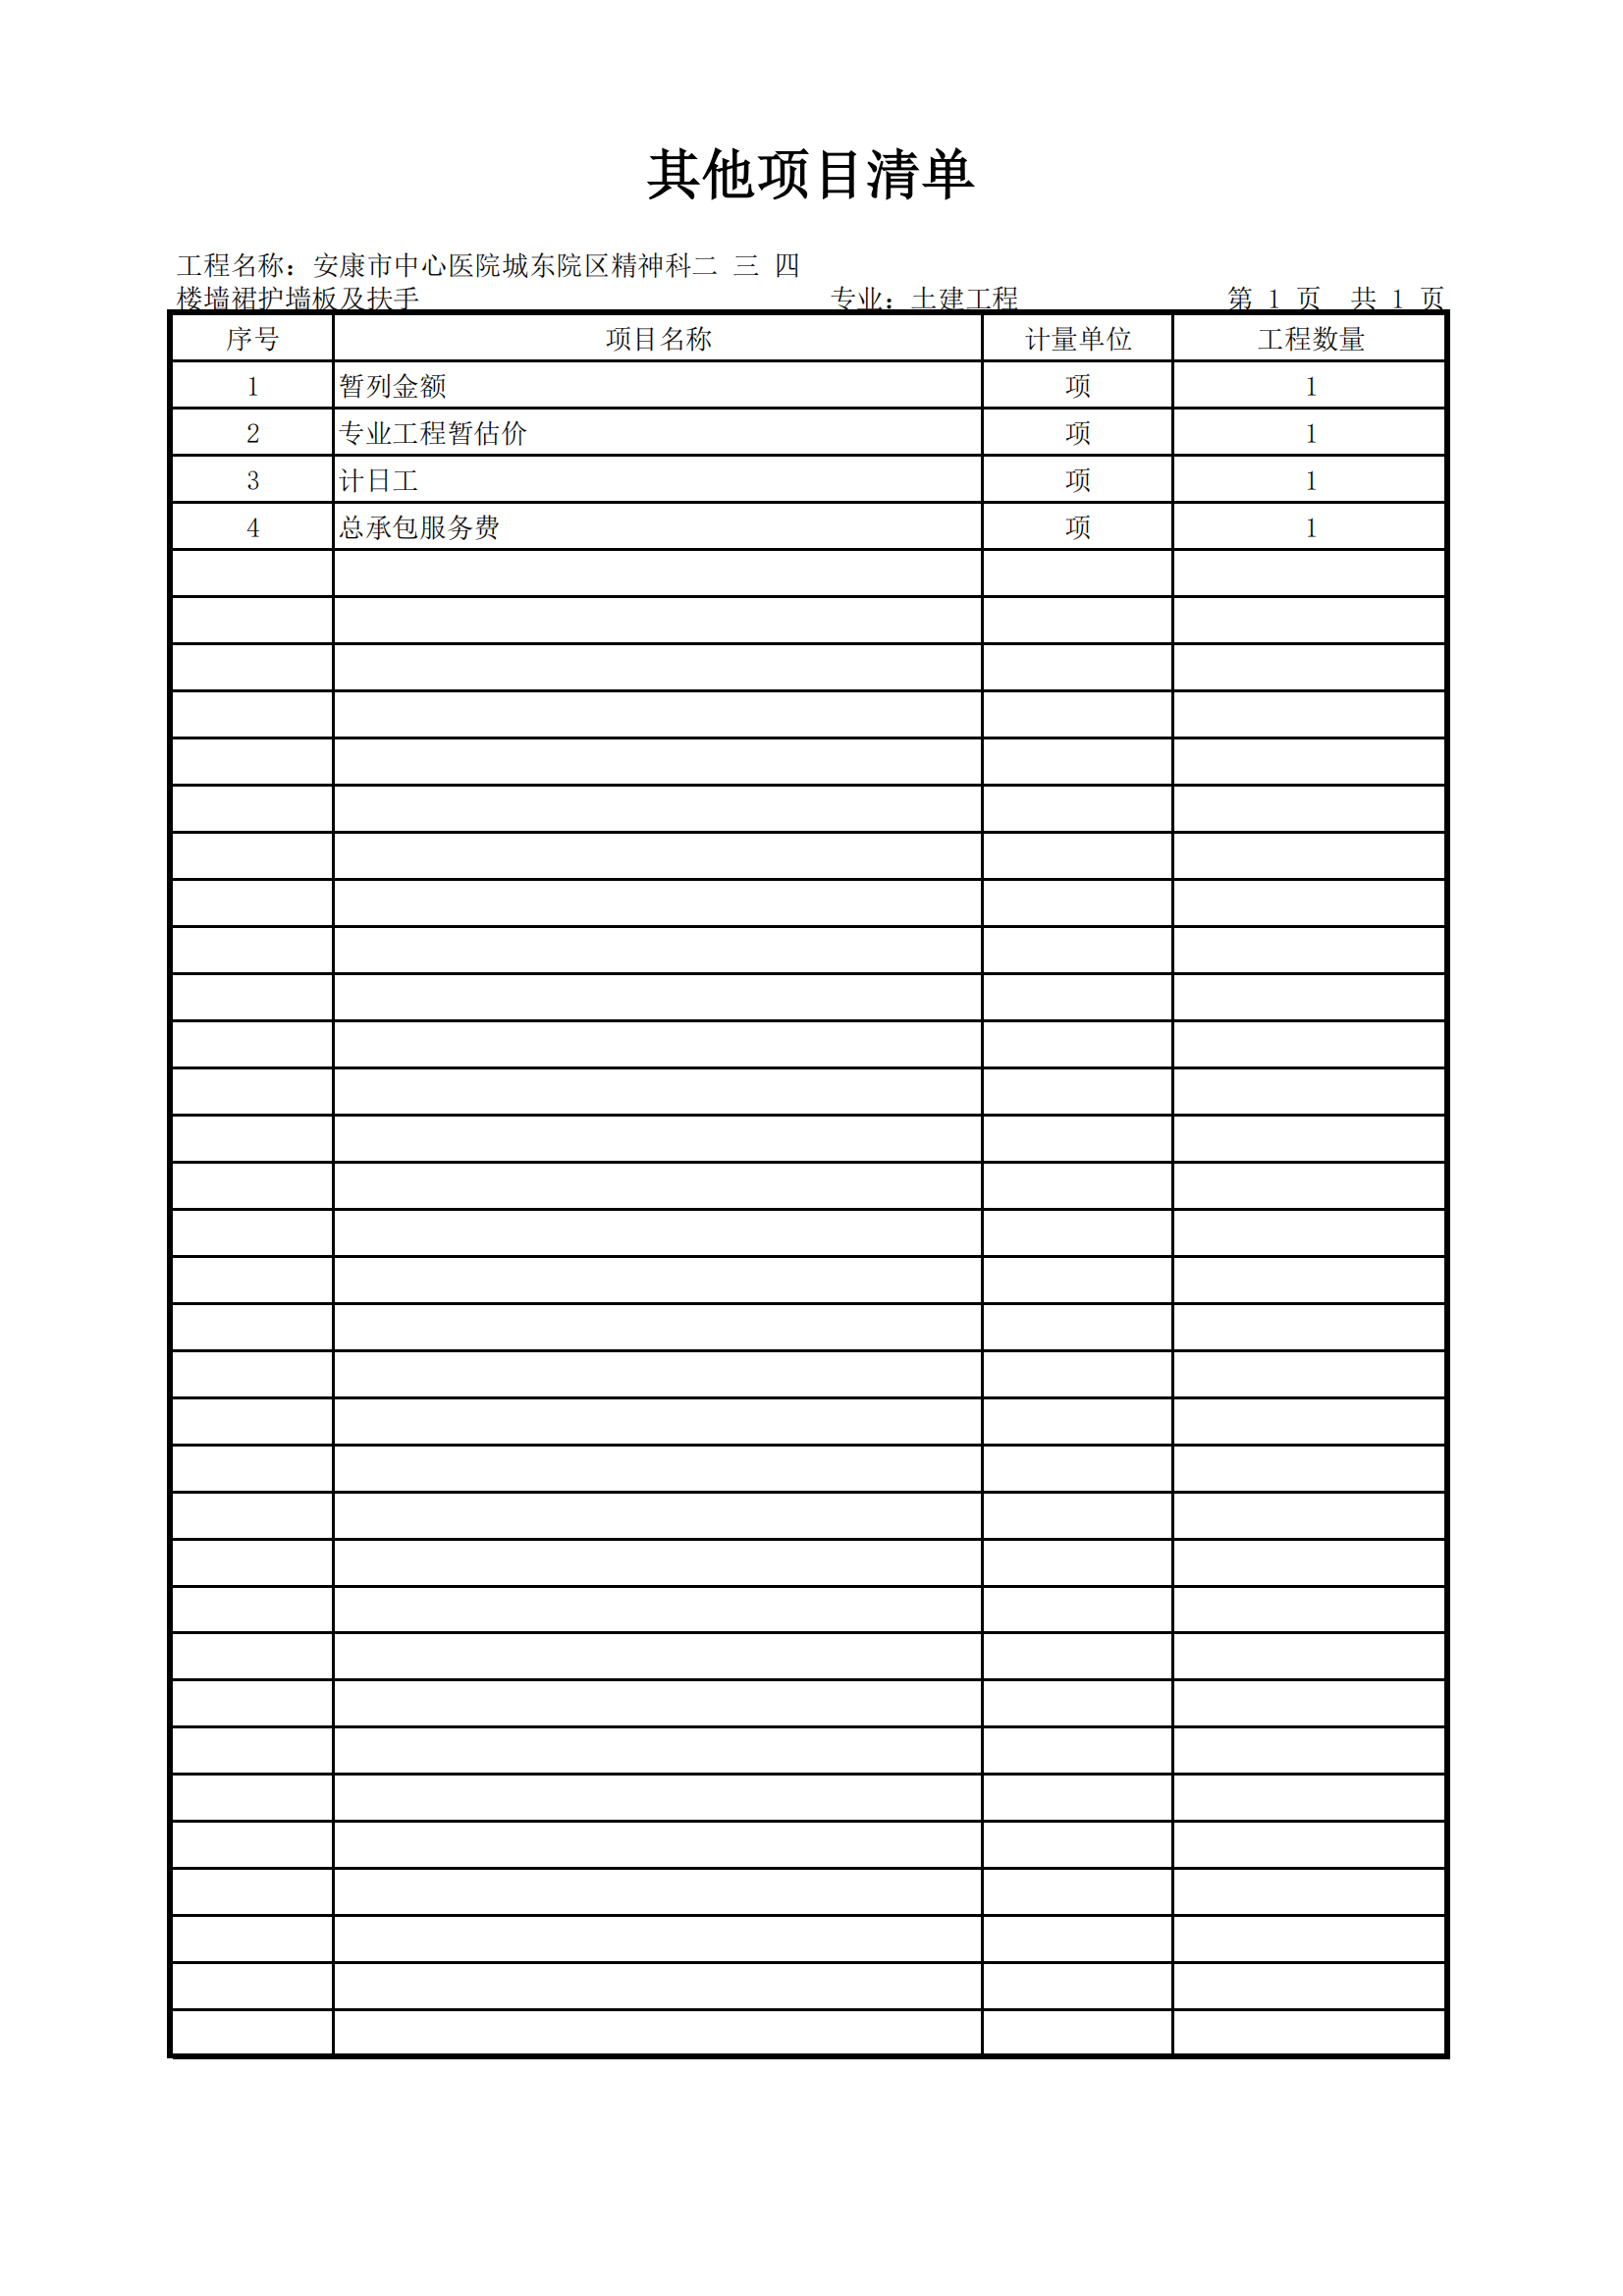 其他项目清单
工程名称：安康市中心医院城东院区精神科二 三 四
楼墙裙护墙板及扶手 专业：土建工程 第 1 页 共 1 页
序号 项目名称 计量单位 工程数量
1 暂列金额 项 1
2 专业工程暂估价 项 1
3 计日工 项 1
4 总承包服务费 项 1